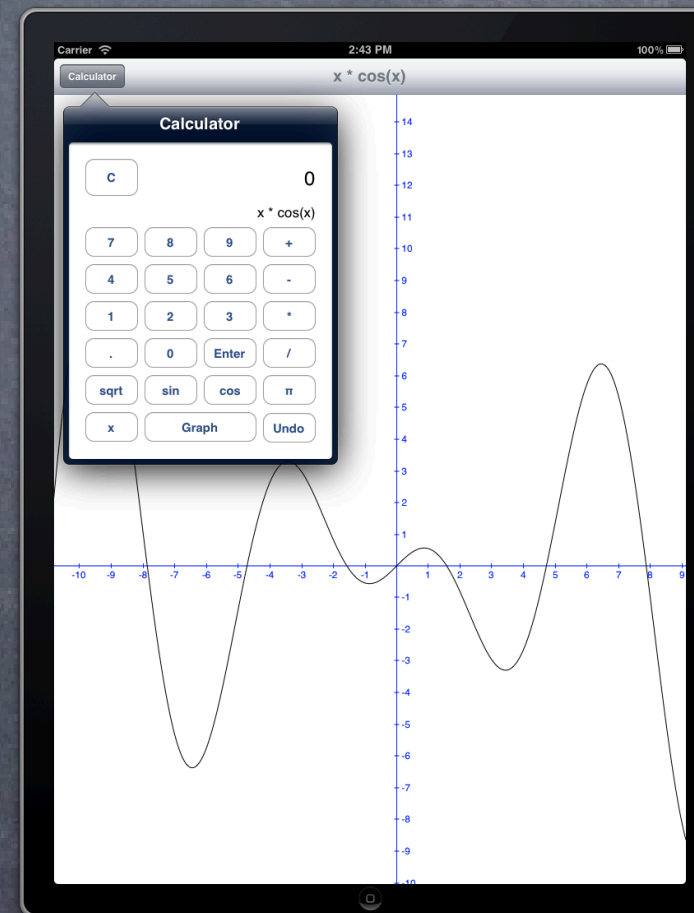 Carrier 2:43 PM 100%
Calculator x * cos(x)
Calculator
C 0
x * cos(x)
7 8 9 +
4 5 6 -
1 2 3 *
. 0 Enter /
sqrt sin cos π
x Graph Undo
14
13
12
11
10
9
8
7
6
5
4
3
2
1
-10 -9 -8 -7 -6 -5 -4 -3 -2 -1 1 2 3 4 5 6 7 8 9
-1
-2
-3
-4
-5
-6
-7
-8
-9
-10